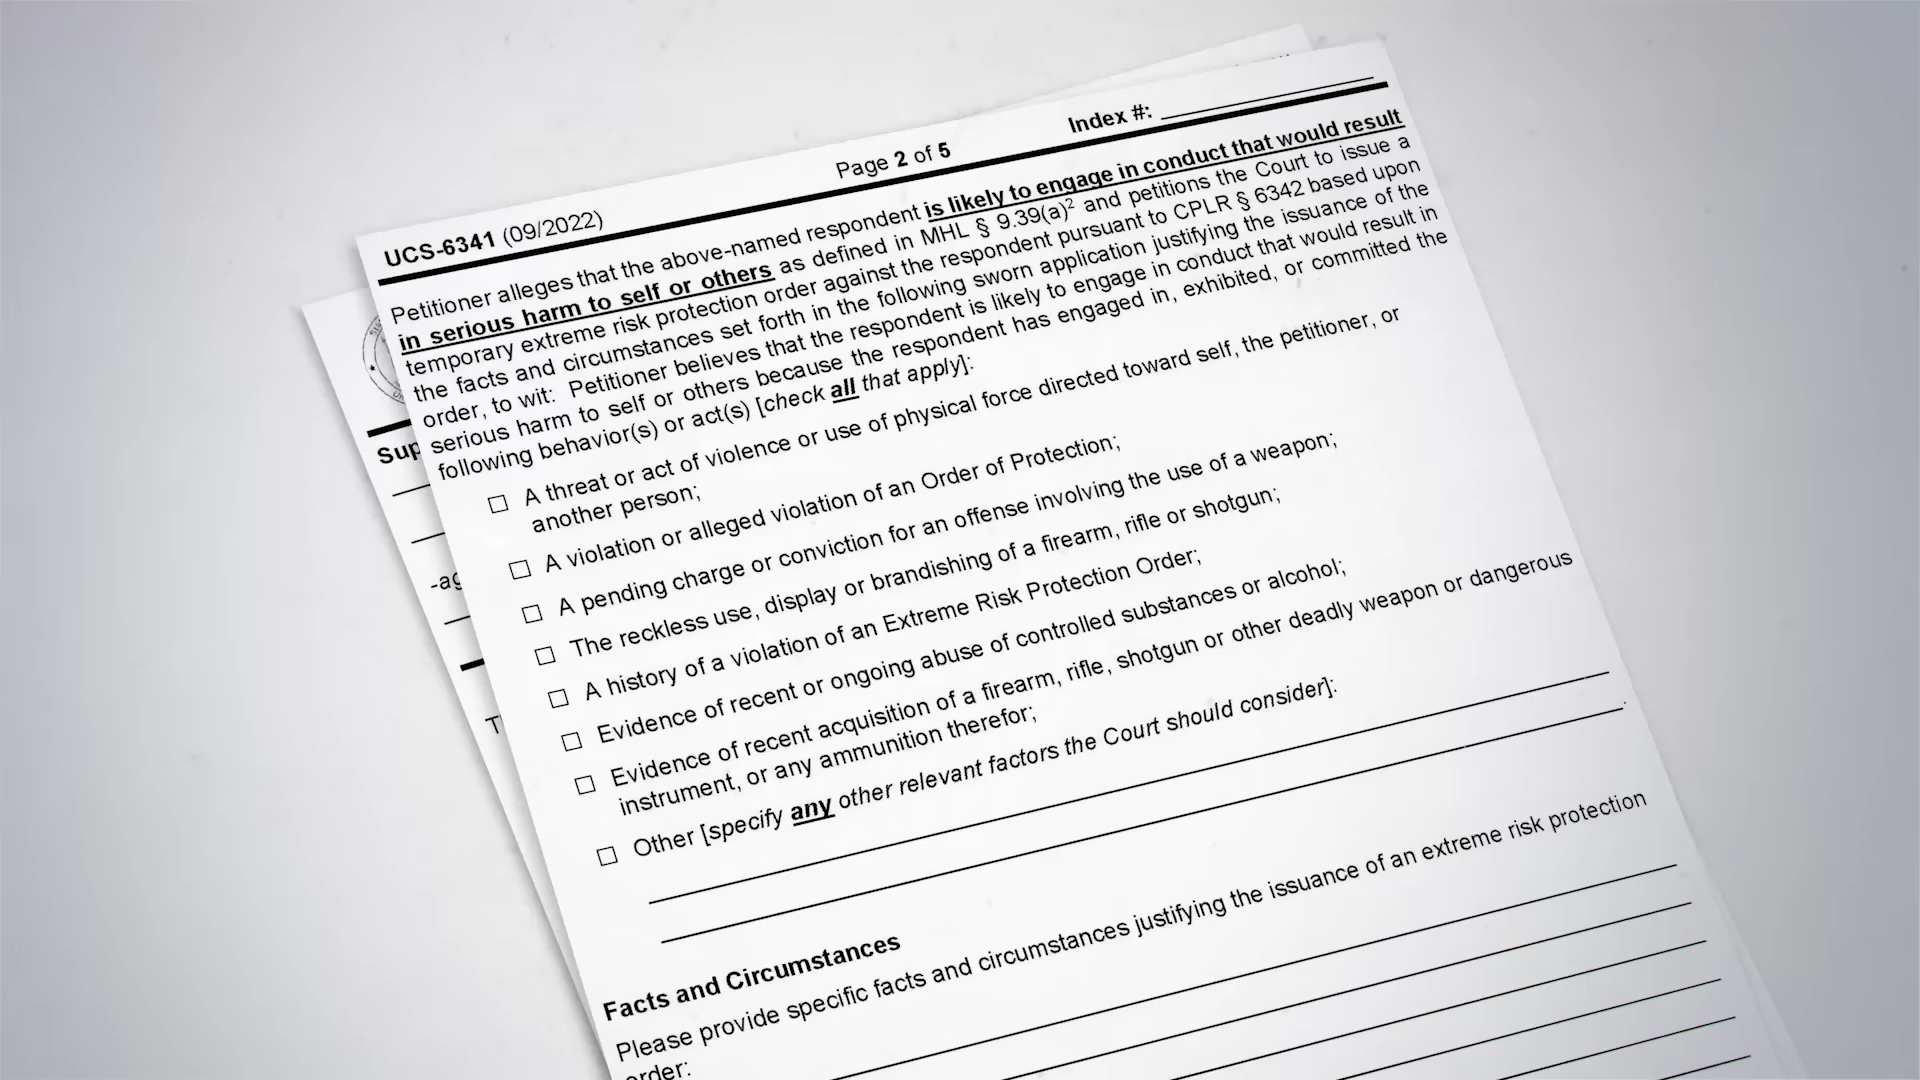 Index #:
Page 2 of 5
UCS-6341 (09/2022)
Petitioner alleges that the above-named respondent is likely to engage in conduct that would result
in serious harm to self or others as defined in MHL § 9.39(a)2 and petitions the Court to issue a
temporary extreme risk protection order against the respondent pursuant to CPLR § 6342 based upon
the facts and circumstances set forth in the following sworn application justifying the issuance of the
order, to wit: Petitioner believes that the respondent is likely to engage in conduct that would result in
serious harm to self or others because the respondent has engaged in, exhibited, or committed the
following behavior(s) or act(s) [check all that apply]:
☐ A threat or act of violence or use of physical force directed toward self, the petitioner, or
another person;
☐ A violation or alleged violation of an Order of Protection;
☐ A pending charge or conviction for an offense involving the use of a weapon;
☐ The reckless use, display or brandishing of a firearm, rifle or shotgun;
☐ A history of a violation of an Extreme Risk Protection Order;
☐ Evidence of recent or ongoing abuse of controlled substances or alcohol;
☐ Evidence of recent acquisition of a firearm, rifle, shotgun or other deadly weapon or dangerous
instrument, or any ammunition therefor;
☐ Other [specify any other relevant factors the Court should consider]:
Facts and Circumstances
Please provide specific facts and circumstances justifying the issuance of an extreme risk protection
order:
Sup
-ag
T